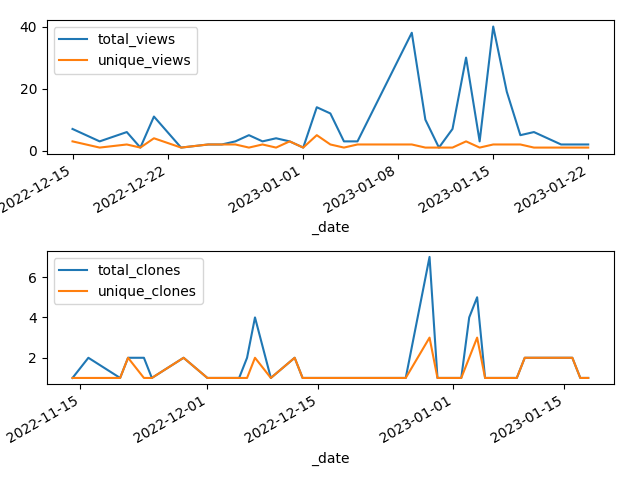 40
20
0
total_views
unique_views
2022-12-15
2022-12-22
2023-01-01
2023-01-08
2023-01-15
2023-01-22
_date
6
4
2
total_clones
unique_clones
2022-11-15
2022-12-01
2022-12-15
2023-01-01
2023-01-15
_date